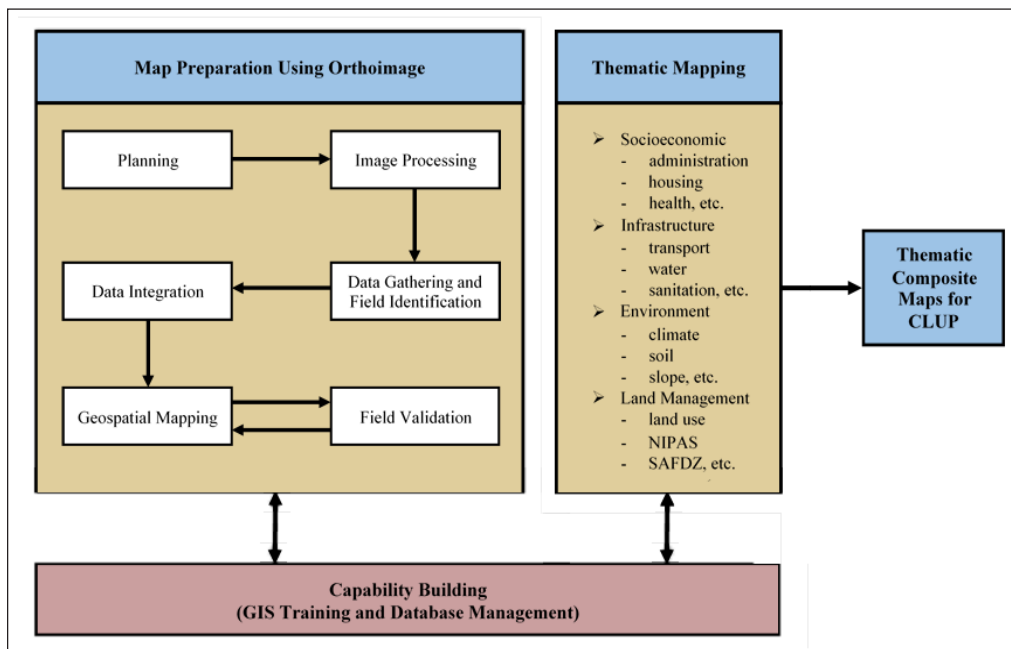 Map Preparation Using Orthoimage
Planning
Image Processing
Data Gathering and
Field Identification
Data Integration
Geospatial Mapping
Field Validation
Thematic Mapping
➢ Socioeconomic
- administration
- housing
- health, etc.
➢ Infrastructure
- transport
- water
- sanitation, etc.
➢ Environment
- climate
- soil
- slope, etc.
➢ Land Management
- land use
- NIPAS
- SAFDZ, etc.
Thematic
Composite
Maps for
CLUP
Capability Building
(GIS Training and Database Management)